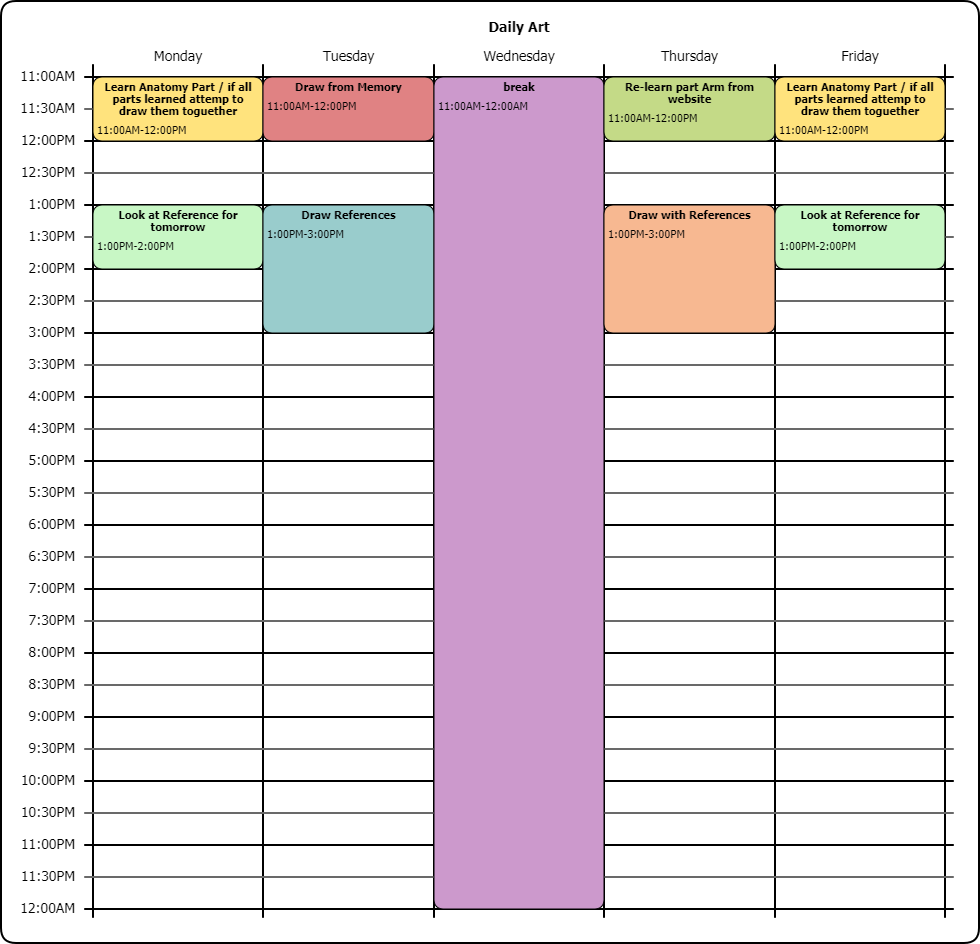 Daily Art
Monday Tuesday Wednesday Thursday Friday
11:00AM
11:30AM
12:00PM
12:30PM
1:00PM
1:30PM
2:00PM
2:30PM
3:00PM
3:30PM
4:00PM
4:30PM
5:00PM
5:30PM
6:00PM
6:30PM
7:00PM
7:30PM
8:00PM
8:30PM
9:00PM
9:30PM
10:00PM
10:30PM
11:00PM
11:30PM
12:00AM
Learn Anatomy Part / if all
parts learned attemp to
draw them toguether
11:00AM-12:00PM
Look at Reference for
tomorrow
1:00PM-2:00PM
Draw from Memory
11:00AM-12:00PM
Draw References
1:00PM-3:00PM
break
11:00AM-12:00AM
Re-learn part Arm from
website
11:00AM-12:00PM
Draw with References
1:00PM-3:00PM
Learn Anatomy Part / if all
parts learned attemp to
draw them toguether
11:00AM-12:00PM
Look at Reference for
tomorrow
1:00PM-2:00PM